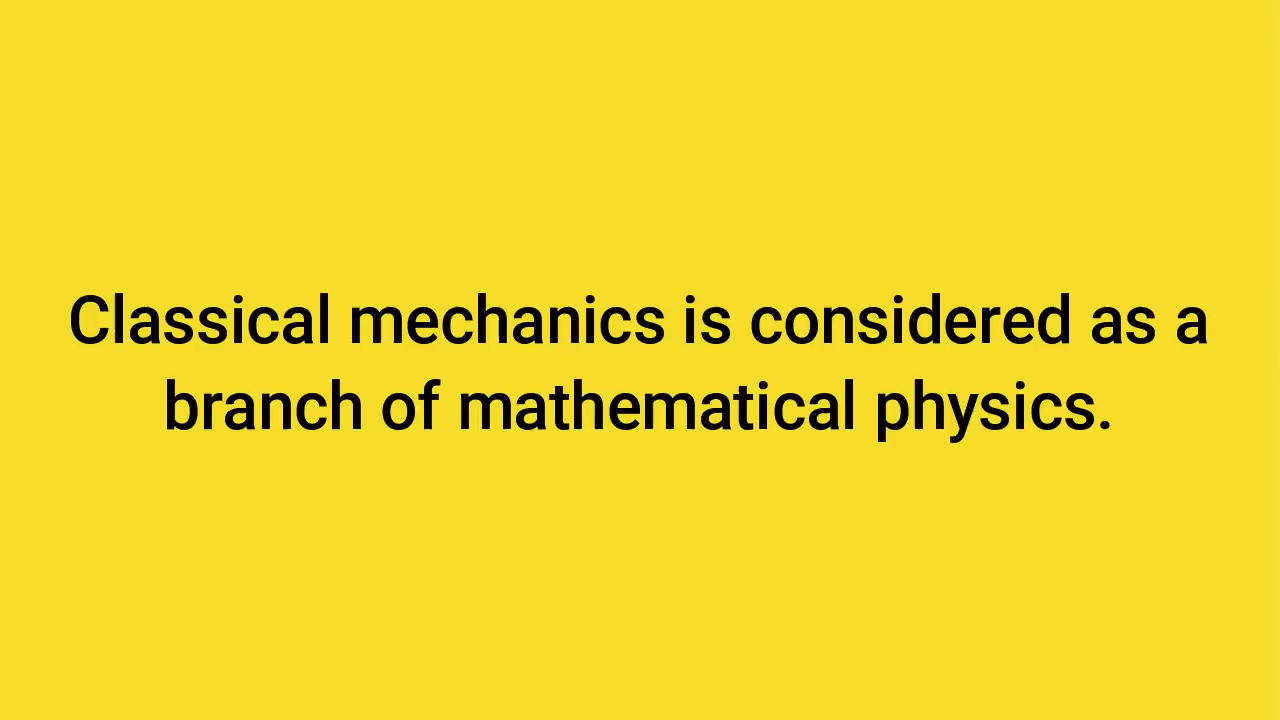 Classical mechanics is considered as a
branch of mathematical physics.